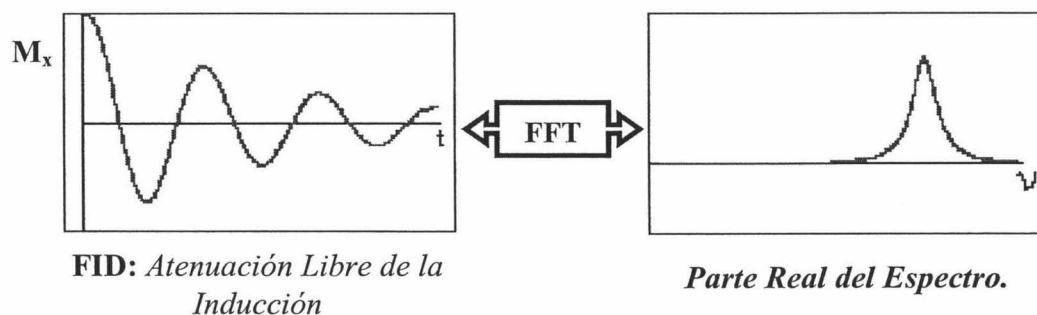 Mₓ
t
FFT
FID: Atenuación Libre de la
Inducción
Parte Real del Espectro.